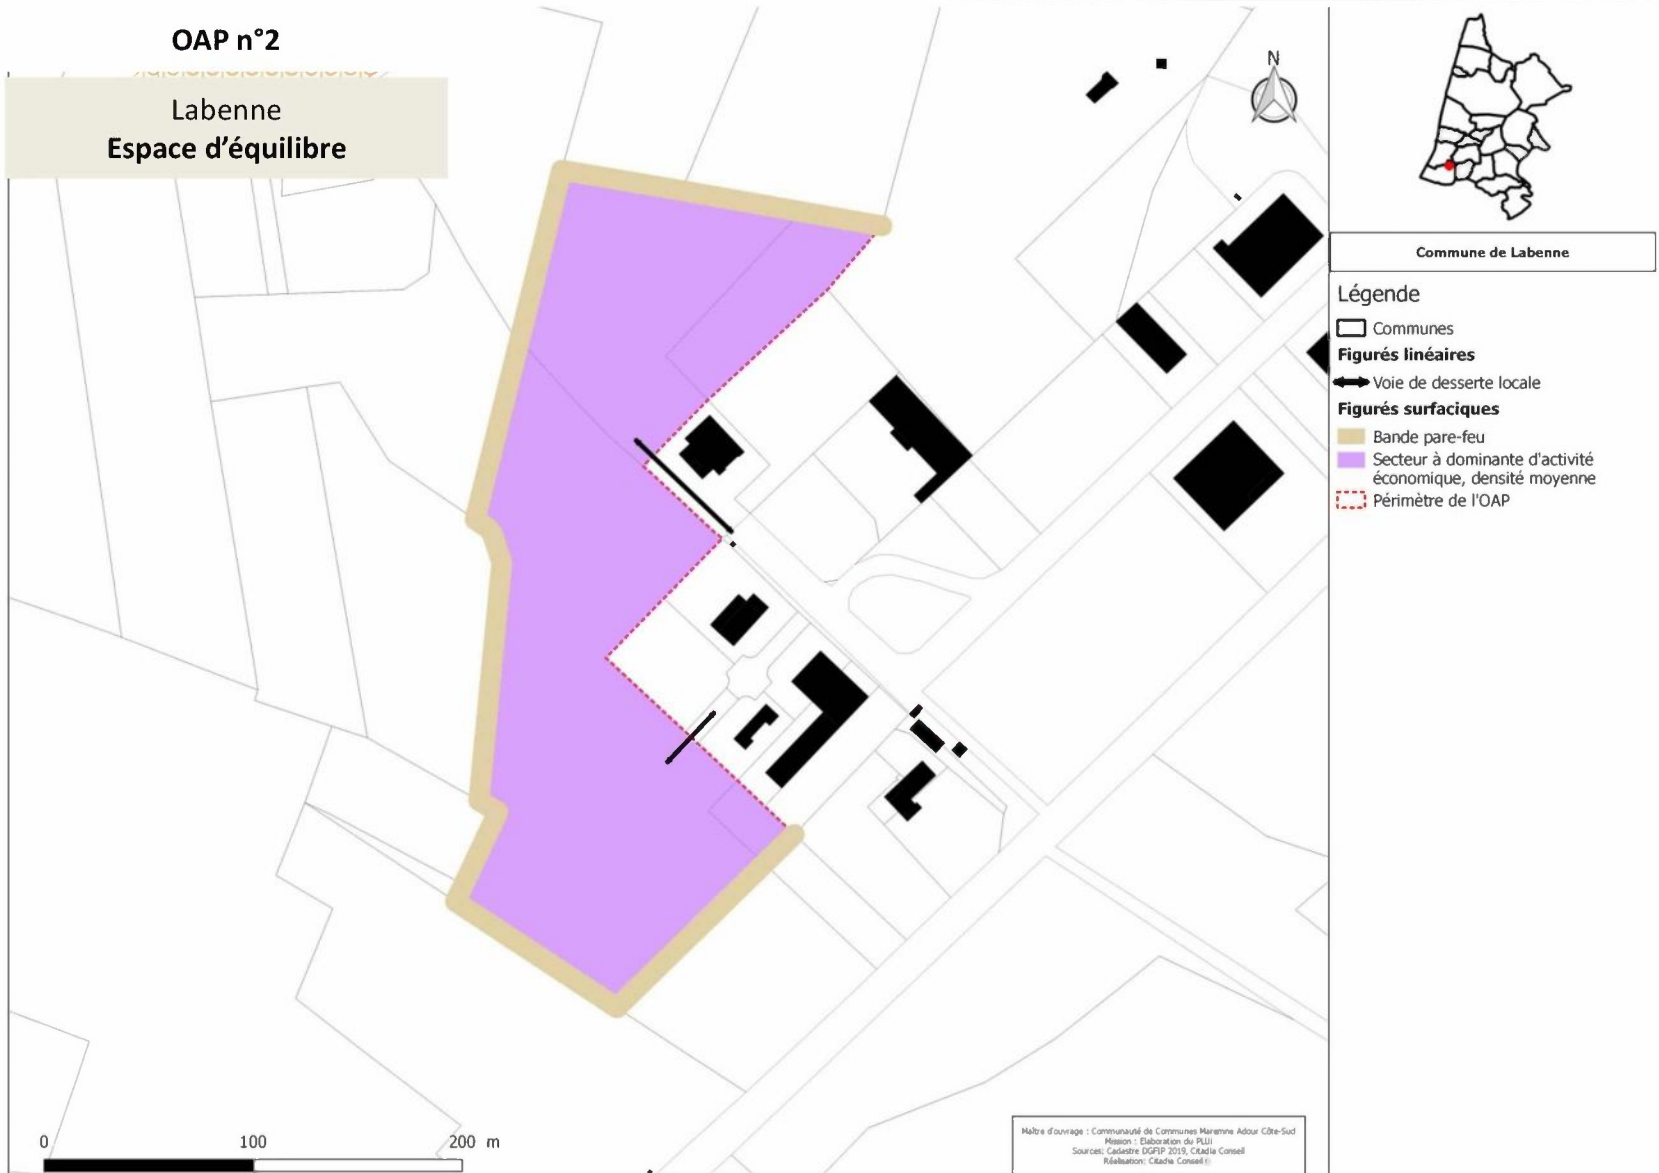 OAP n°2
Labenne
Espace d'équilibre
N
Commune de Labenne
Légende
Communes
Figurés linéaires
Voie de desserte locale
Figurés surfaciques
Bande pare-feu
Secteur à dominante d'activité
économique, densité moyenne
Périmètre de l'OAP
0 100 200 m
Maître d'ouvrage : Communauté de Communes Maremne Adour Côte-Sud
Mission : Elaboration du PLUi
Sources: Cadastre DGFIP 2019, Citadia Conseil
Réalisation: Citadia Conseil